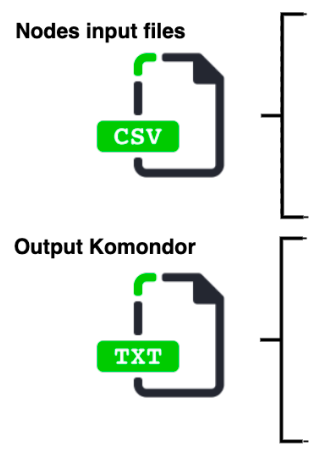 Nodes input files
CSV
Output Komondor
TXT